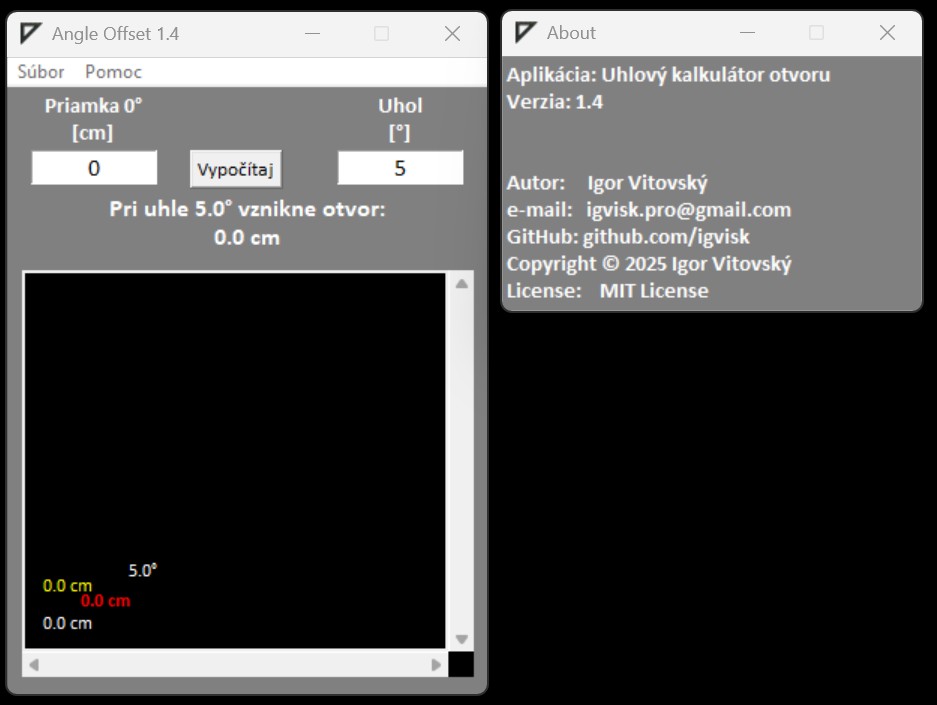 Angle Offset 1.4
Súbor Pomoc
Priamka 0°
[cm]
Uhol
[°]
0
Vypočítaj
5
Pri uhle 5.0° vznikne otvor:
0.0 cm
5.0°
0.0 cm
0.0 cm
0.0 cm
About
Aplikácia: Uhlový kalkulátor otvoru
Verzia: 1.4
Autor: Igor Vitovský
e-mail: igvisk.pro@gmail.com
GitHub: github.com/igvisk
Copyright © 2025 Igor Vitovský
License: MIT License